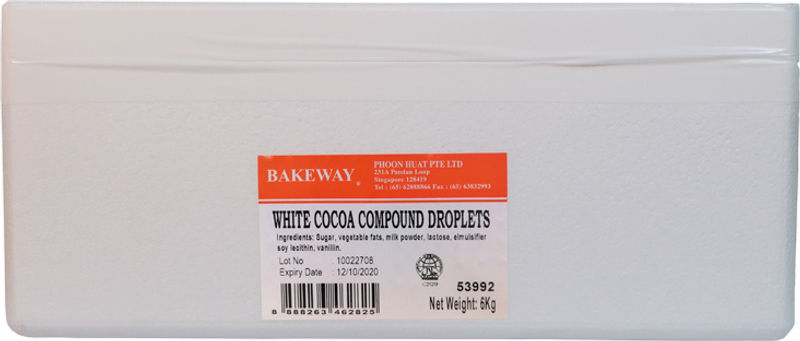 BAKEWAY®
PHOON HUAT PTE LTD
231A Pandan Loop
Singapore 128419
Tel : (65) 62888866 Fax : (65) 63832993
WHITE COCOA COMPOUND DROPLETS
Ingredients: Sugar, vegetable fats, milk powder, lactose, elmulsifier
soy lecithin, vanillin.
Lot No : 10022708
Expiry Date : 12/10/2020
53992
Net Weight: 6Kg
8 888263 462825